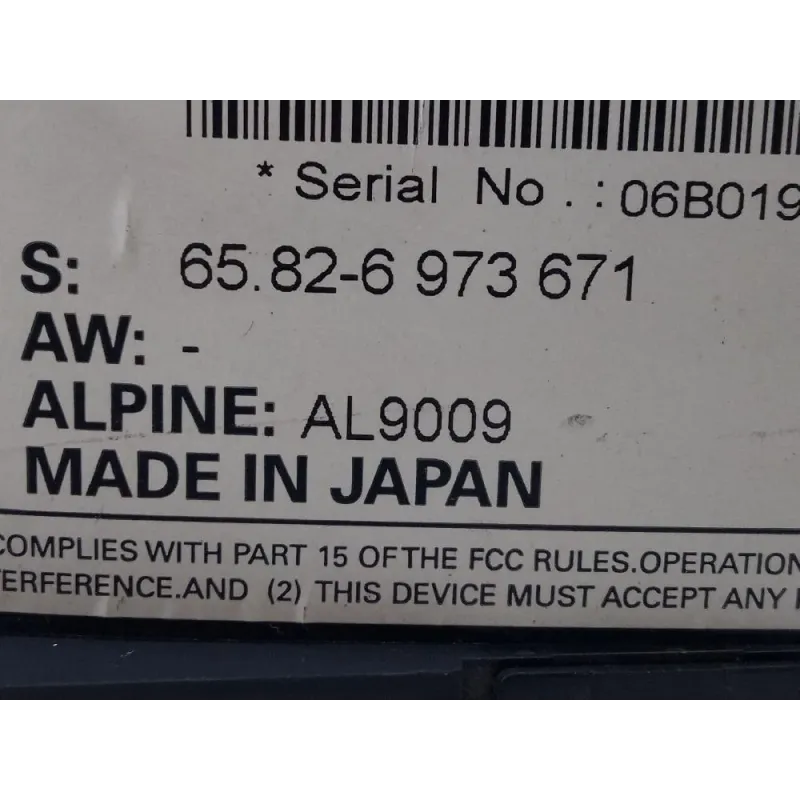 * Serial No . : 06B019
S: 65.82-6 973 671
AW: -
ALPINE: AL9009
MADE IN JAPAN
COMPLIES WITH PART 15 OF THE FCC RULES.OPERATION
TERFERENCE.AND (2) THIS DEVICE MUST ACCEPT ANY